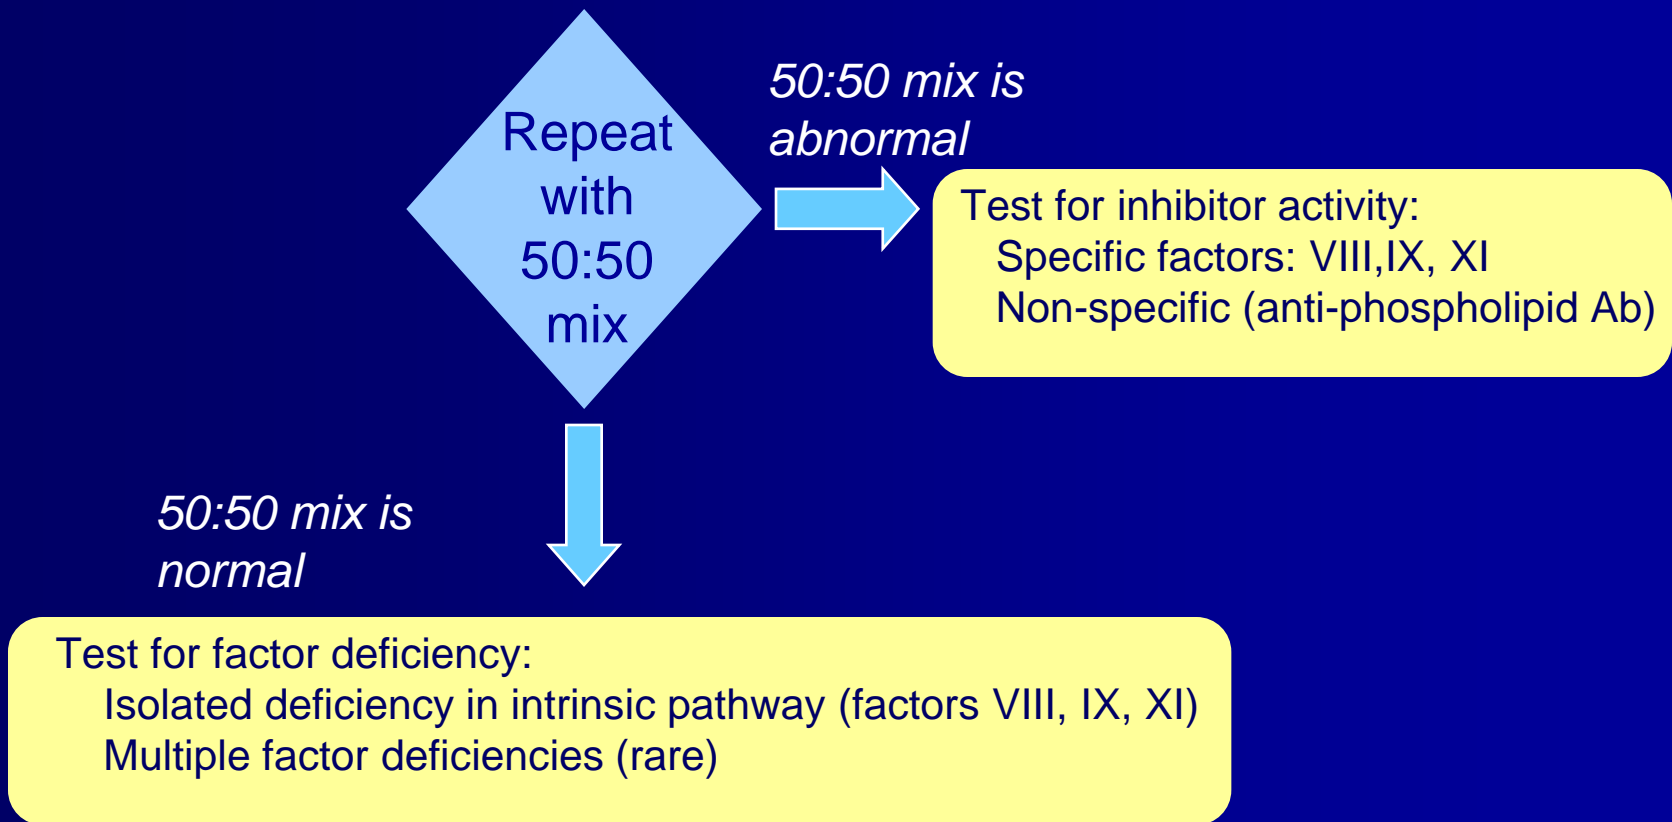 Repeat
with
50:50
mix
50:50 mix is
abnormal
Test for inhibitor activity:
Specific factors: VIII,IX, XI
Non-specific (anti-phospholipid Ab)
50:50 mix is
normal
Test for factor deficiency:
Isolated deficiency in intrinsic pathway (factors VIII, IX, XI)
Multiple factor deficiencies (rare)